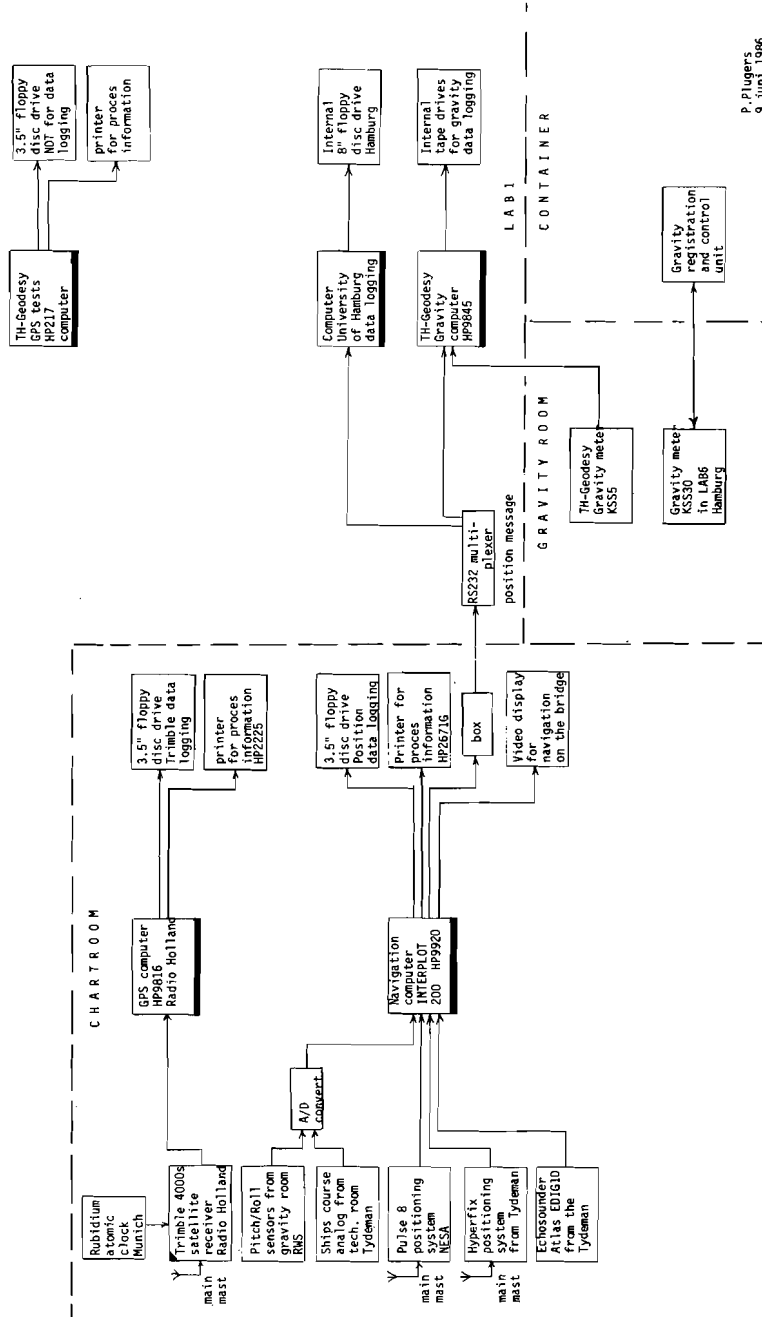 CHARTROOM
Rubidium
atomic
clock
Munich
Trimble 4000s
satellite
receiver
Radio Holland
main
mast
GPS computer
HP9816
Radio Holland
3.5" floppy
disc drive
Trimble data
logging
printer
for proces
information
HP2225
Pitch/Roll
sensors from
gravity room
RWS
Ships course
analog from
tech. room
Tydeman
A/D
convert
Pulse 8
positioning
system
NESA
main
mast
Hyperfix
positioning
system
from Tydeman
main
mast
Echosounder
Atlas EDIG10
from the
Tydeman
Navigation
computer
INTERPLOT
200 HP9920
3.5" floppy
disc drive
Position
data logging
Printer for
proces
information
HP2671G
box
Video display
for
navigation
on the bridge
RS232 multi-
plexer
position message
TH-Geodesy
GPS tests
HP217
computer
3.5" floppy
disc drive
NOT for data
logging
printer
for proces
information
Computer
University
of Hamburg
data logging
Internal
8" floppy
disc drive
Hamburg
TH-Geodesy
Gravity
computer
HP9845
Internal
tape drives
for gravity
data logging
LAB1
CONTAINER
GRAVITY ROOM
TH-Geodesy
Gravity meter
KSS5
Gravity meter
KSS30
in LAB6
Hamburg
Gravity
registration
and control
unit
P.Plugers
9 juni 1986